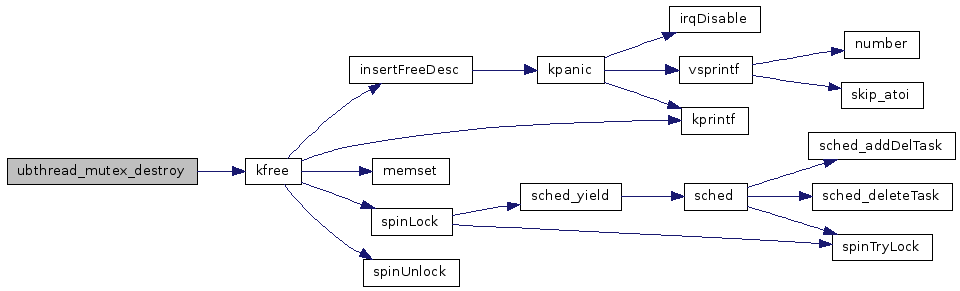 irqDisable
number
insertFreeDesc
kpanic
vsprintf
skip_atoi
kprintf
sched_addDelTask
ubthread_mutex_destroy
kfree
memset
sched_yield
sched
sched_deleteTask
spinLock
spinTryLock
spinUnlock